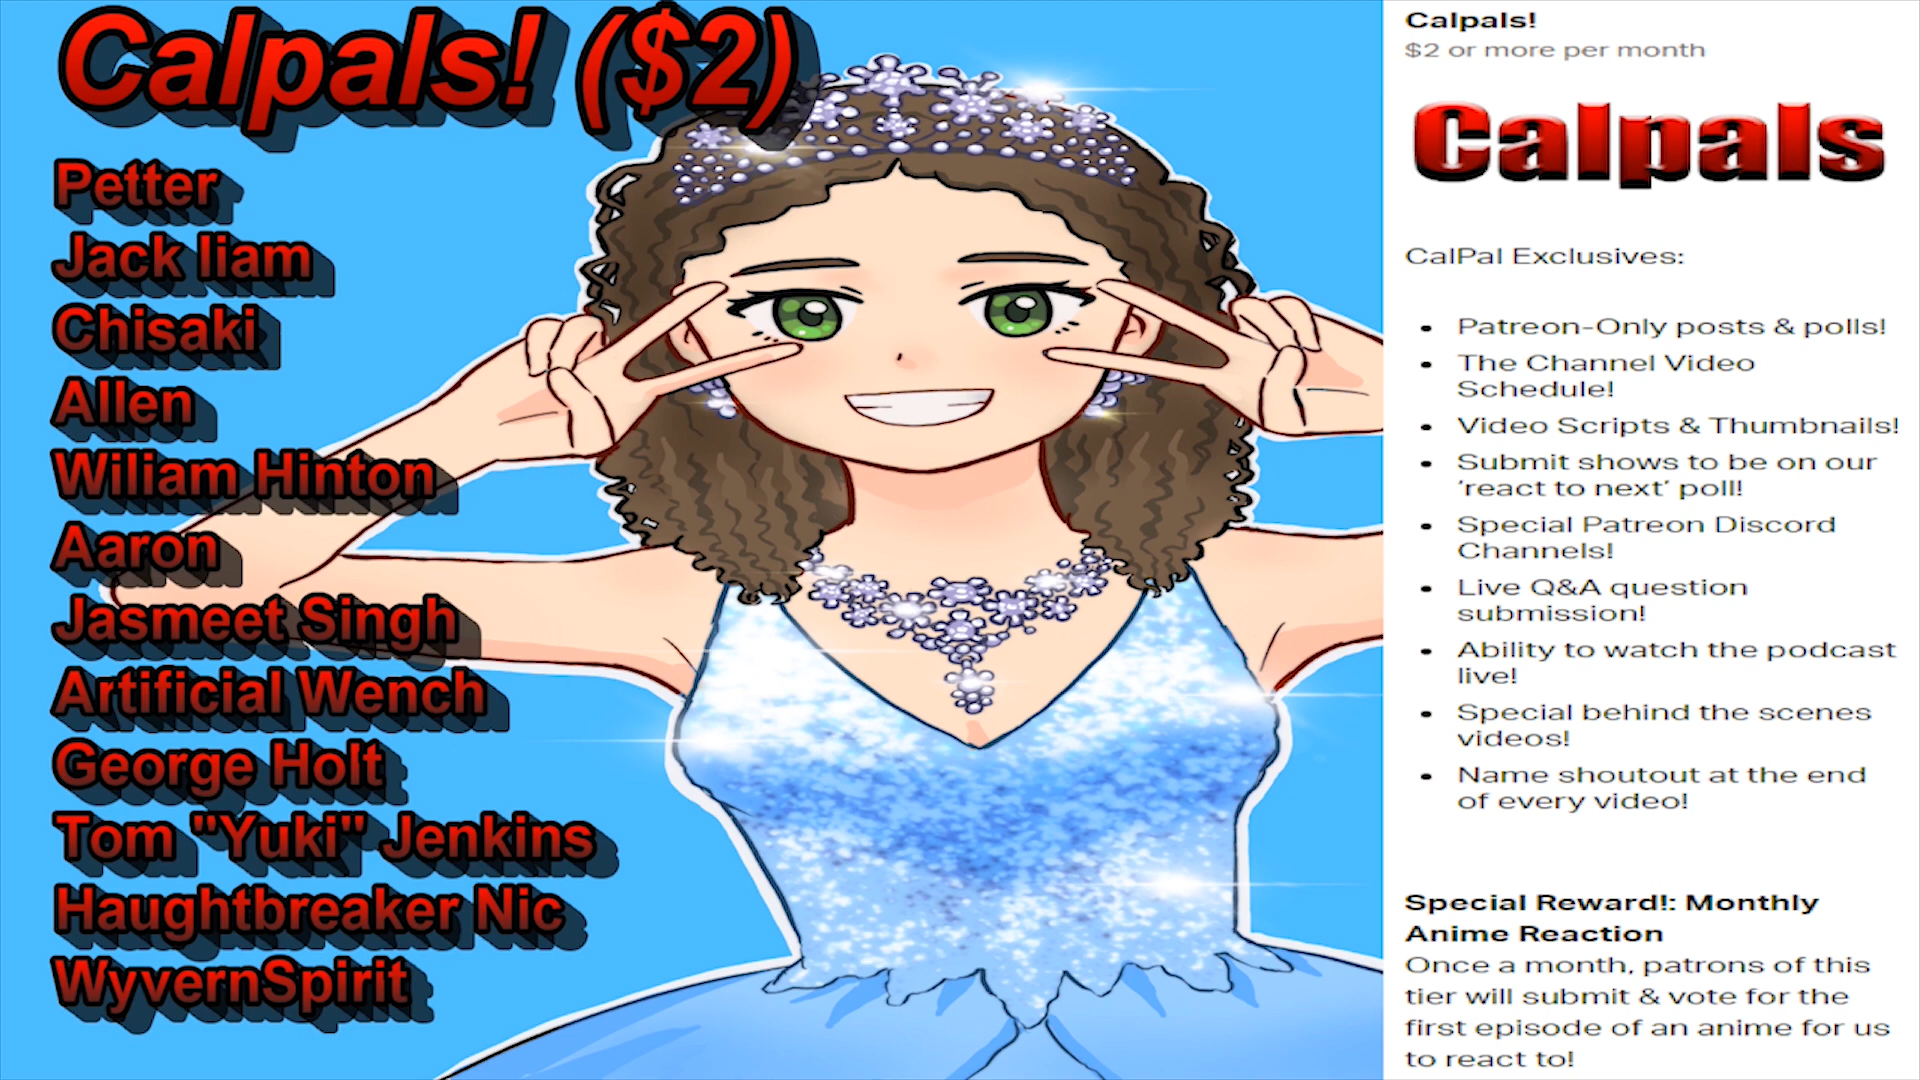 Calpals! ($2)
Petter
Jack liam
Chisaki
Allen
Wiliam Hinton
Aaron
Jasmeet Singh
Artificial Wench
George Holt
Tom "Yuki" Jenkins
Haughtbreaker Nic
WyvernSpirit
Calpals!
$2 or more per month
Calpals
CalPal Exclusives:
• Patreon-Only posts & polls!
• The Channel Video
Schedule!
• Video Scripts & Thumbnails!
• Submit shows to be on our
'react to next' poll!
• Special Patreon Discord
Channels!
• Live Q&A question
submission!
• Ability to watch the podcast
live!
• Special behind the scenes
videos!
• Name shoutout at the end
of every video!
Special Reward!: Monthly
Anime Reaction
Once a month, patrons of this
tier will submit & vote for the
first episode of an anime for us
to react to!